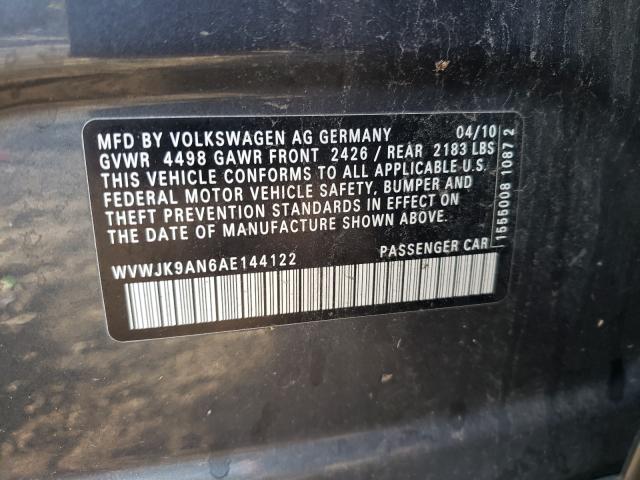 MFD BY VOLKSWAGEN AG GERMANY 04/10
GVWR 4498 GAWR FRONT 2426 / REAR 2183 LBS
THIS VEHICLE CONFORMS TO ALL APPLICABLE U.S.
FEDERAL MOTOR VEHICLE SAFETY, BUMPER AND
THEFT PREVENTION STANDARDS IN EFFECT ON
THE DATE OF MANUFACTURE SHOWN ABOVE.
WVWJK9AN6AE144122 PASSENGER CAR
1555008 1087 2